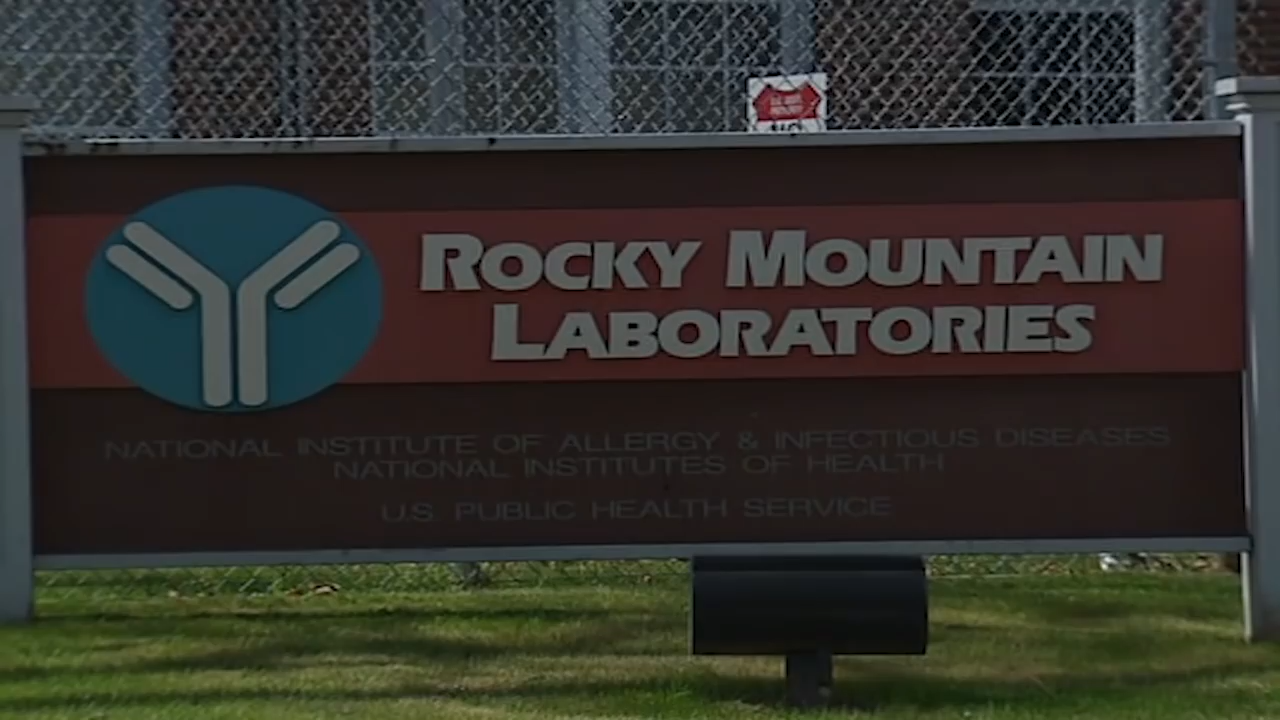 ROCKY MOUNTAIN
LABORATORIES
NATIONAL INSTITUTE OF ALLERGY & INFECTIOUS DISEASES
NATIONAL INSTITUTES OF HEALTH
U.S. PUBLIC HEALTH SERVICE